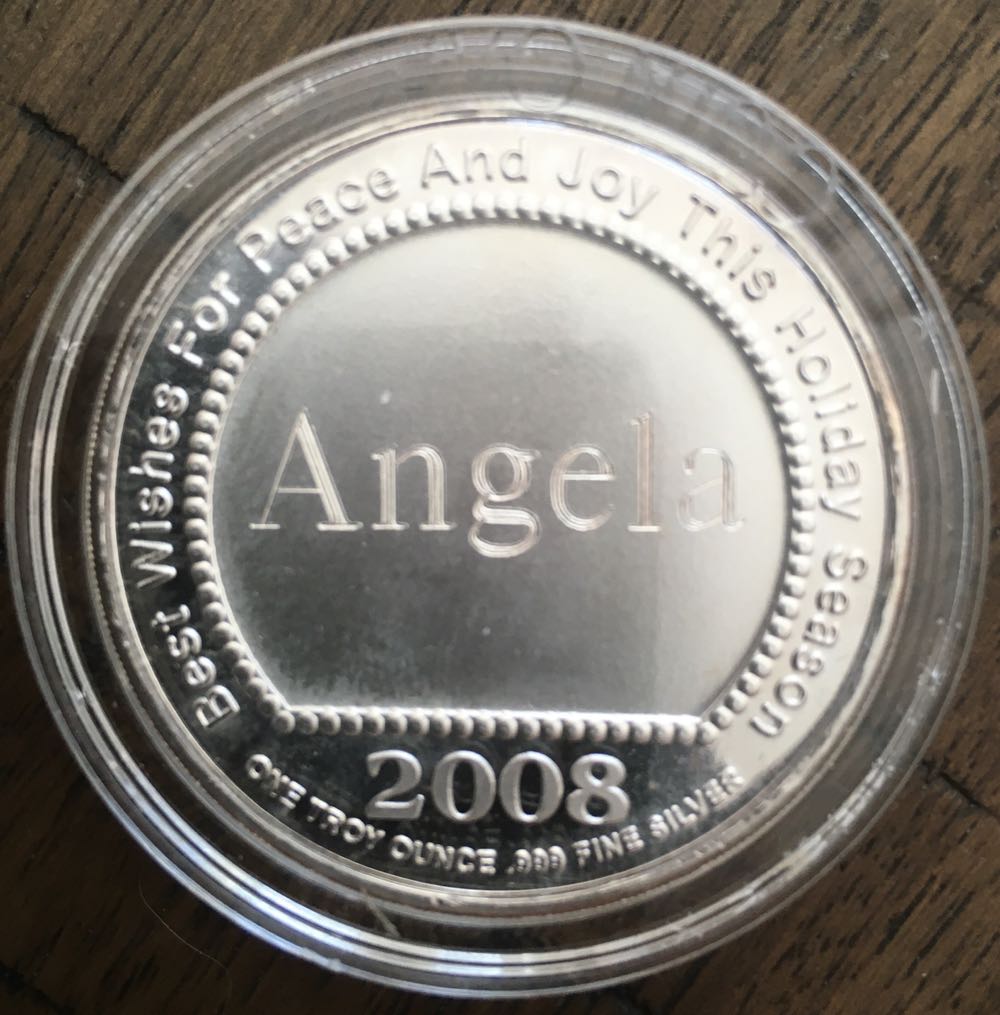 Best Wishes For Peace And Joy This Holiday Season
Angela
2008
ONE TROY OUNCE .999 FINE SILVER